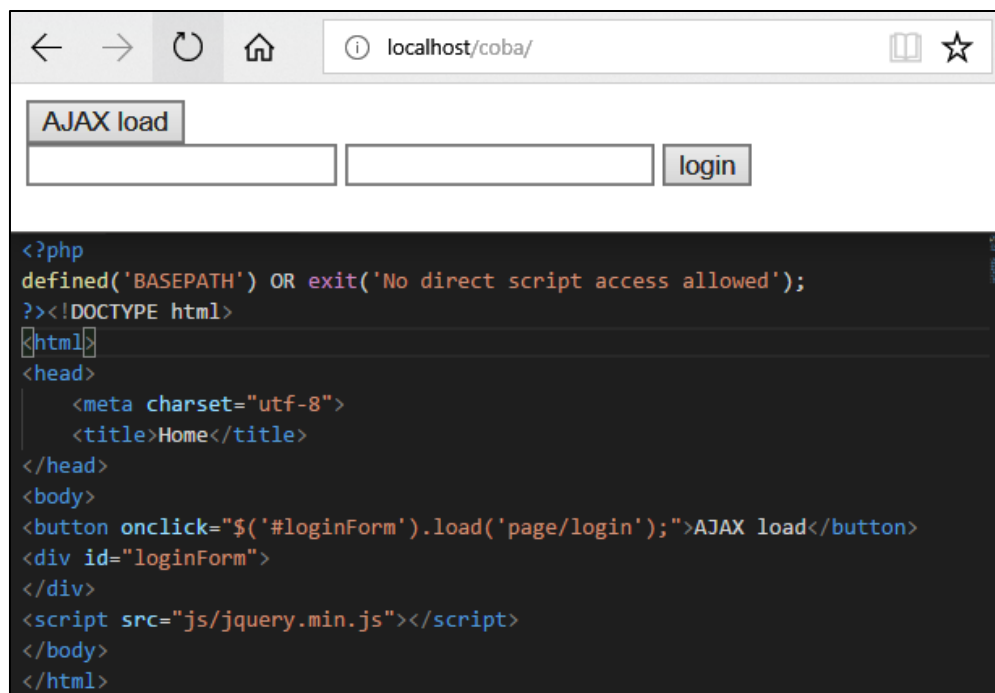 localhost/coba/
AJAX load
login
<?php
defined('BASEPATH') OR exit('No direct script access allowed');
?><!DOCTYPE html>
<html>
<head>
    <meta charset="utf-8">
    <title>Home</title>
</head>
<body>
<button onclick="$('#loginForm').load('page/login');">AJAX load</button>
<div id="loginForm">
</div>
<script src="js/jquery.min.js"></script>
</body>
</html>